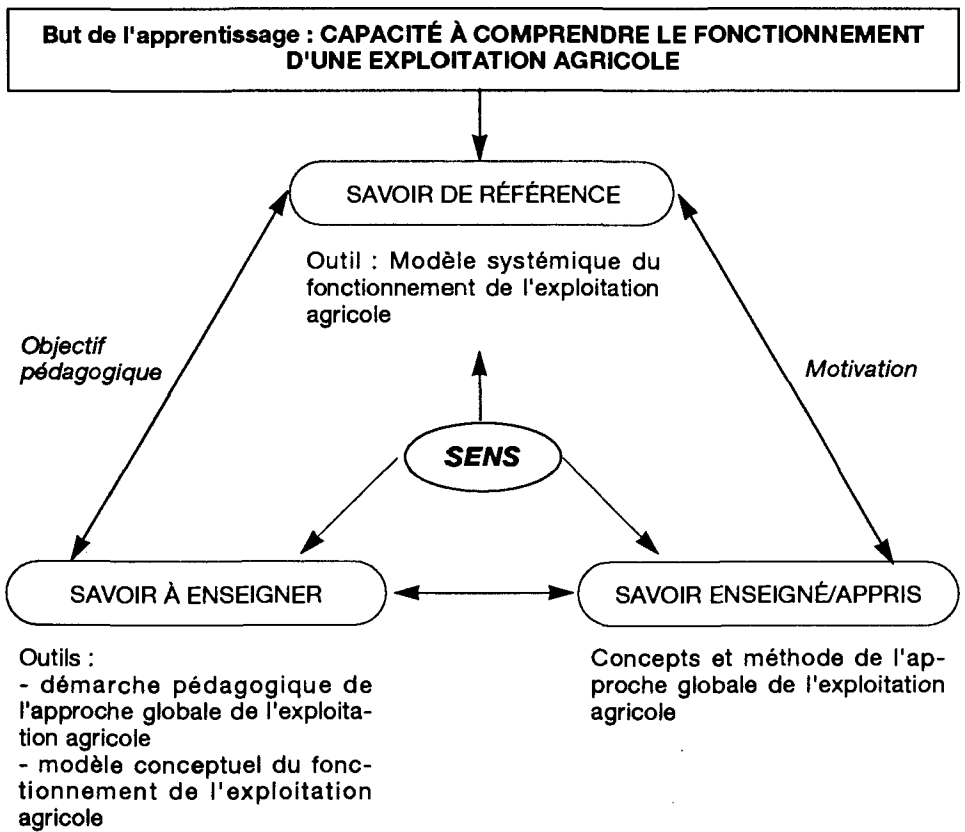 But de l'apprentissage : CAPACITÉ À COMPRENDRE LE FONCTIONNEMENT
D'UNE EXPLOITATION AGRICOLE
SAVOIR DE RÉFÉRENCE
Outil : Modèle systémique du
fonctionnement de l'exploitation
agricole
Objectif
pédagogique
Motivation
SENS
SAVOIR À ENSEIGNER
SAVOIR ENSEIGNÉ/APPRIS
Outils :
- démarche pédagogique de
l'approche globale de l'exploita-
tion agricole
- modèle conceptuel du fonc-
tionnement de l'exploitation
agricole
Concepts et méthode de l'ap-
proche globale de l'exploitation
agricole